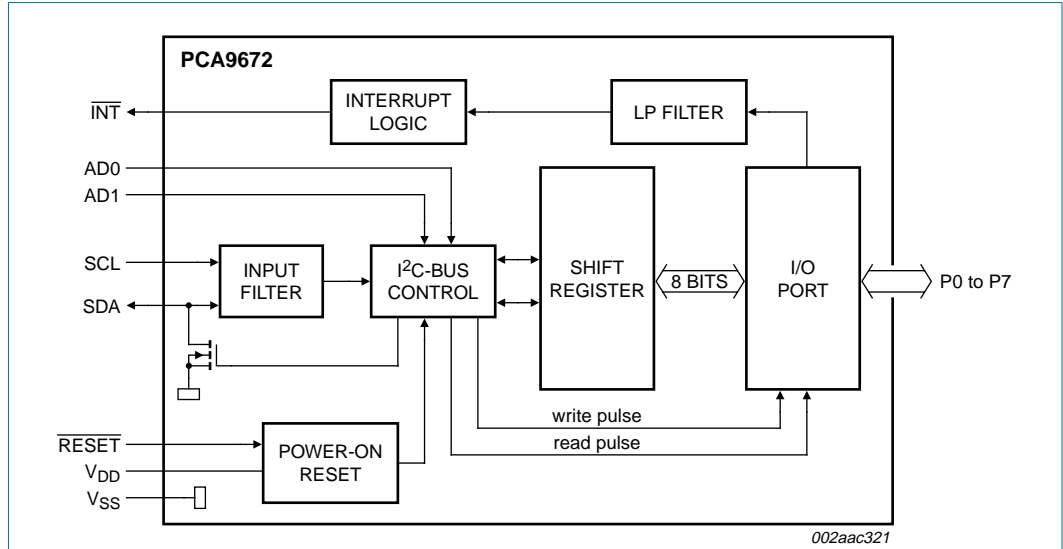 PCA9672
INTERRUPT
LOGIC
LP FILTER
INT
AD0
AD1
SCL
SDA
INPUT
FILTER
I²C-BUS
CONTROL
SHIFT
REGISTER
8 BITS
I/O
PORT
P0 to P7
write pulse
read pulse
RESET
VDD
VSS
POWER-ON
RESET
002aac321